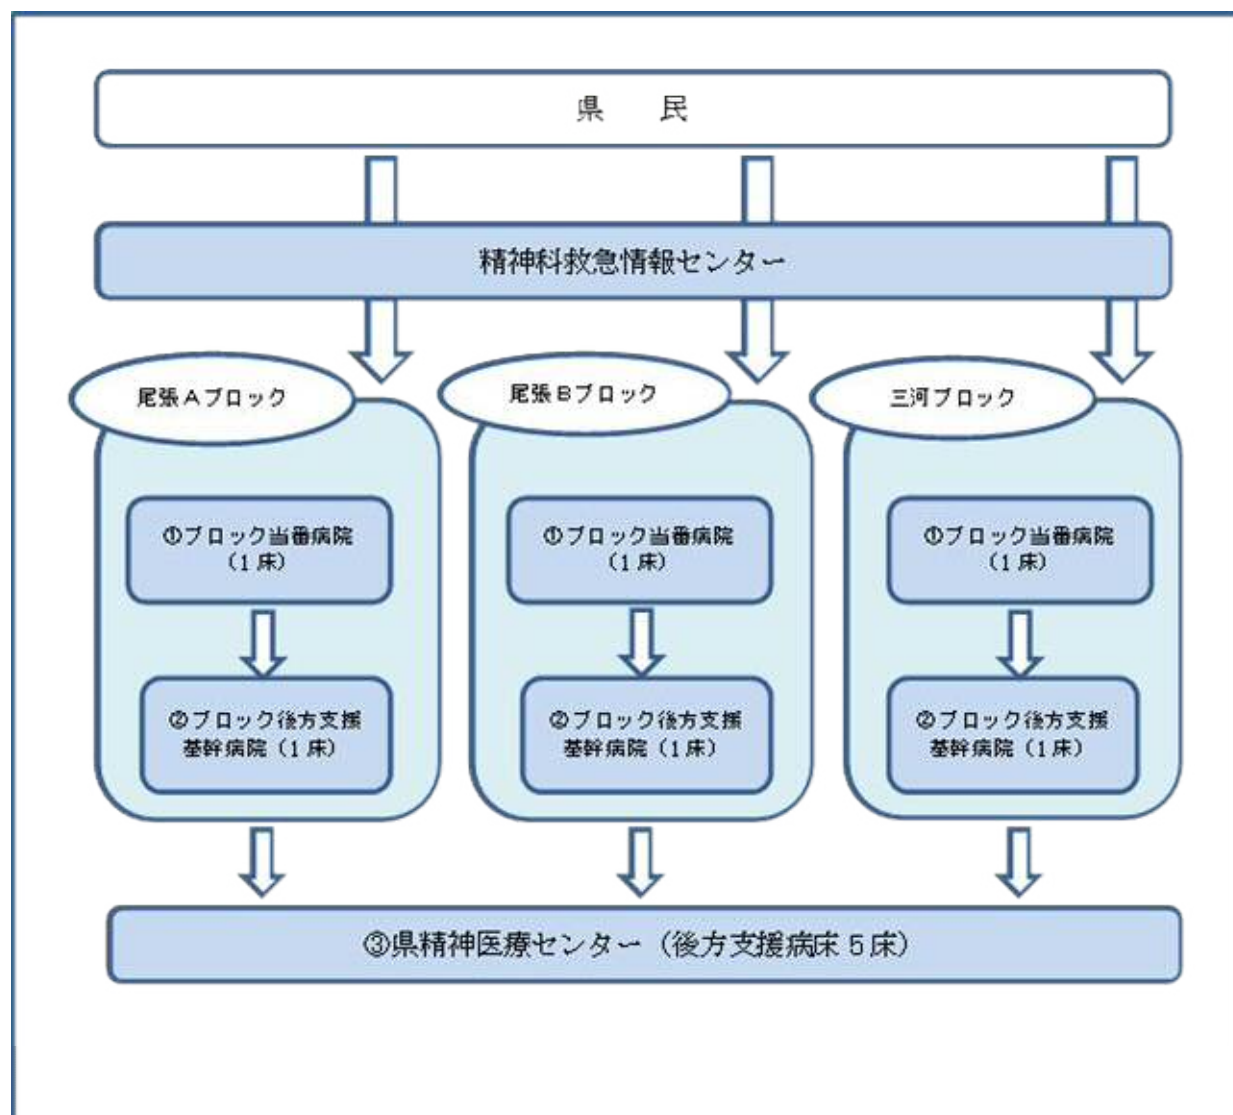 県　　民
精神科救急情報センター
尾張Aブロック
①ブロック当番病院
（1床）
②ブロック後方支援
基幹病院（1床）
尾張Bブロック
①ブロック当番病院
（1床）
②ブロック後方支援
基幹病院（1床）
三河ブロック
①ブロック当番病院
（1床）
②ブロック後方支援
基幹病院（1床）
③県精神医療センター（後方支援病床5床）